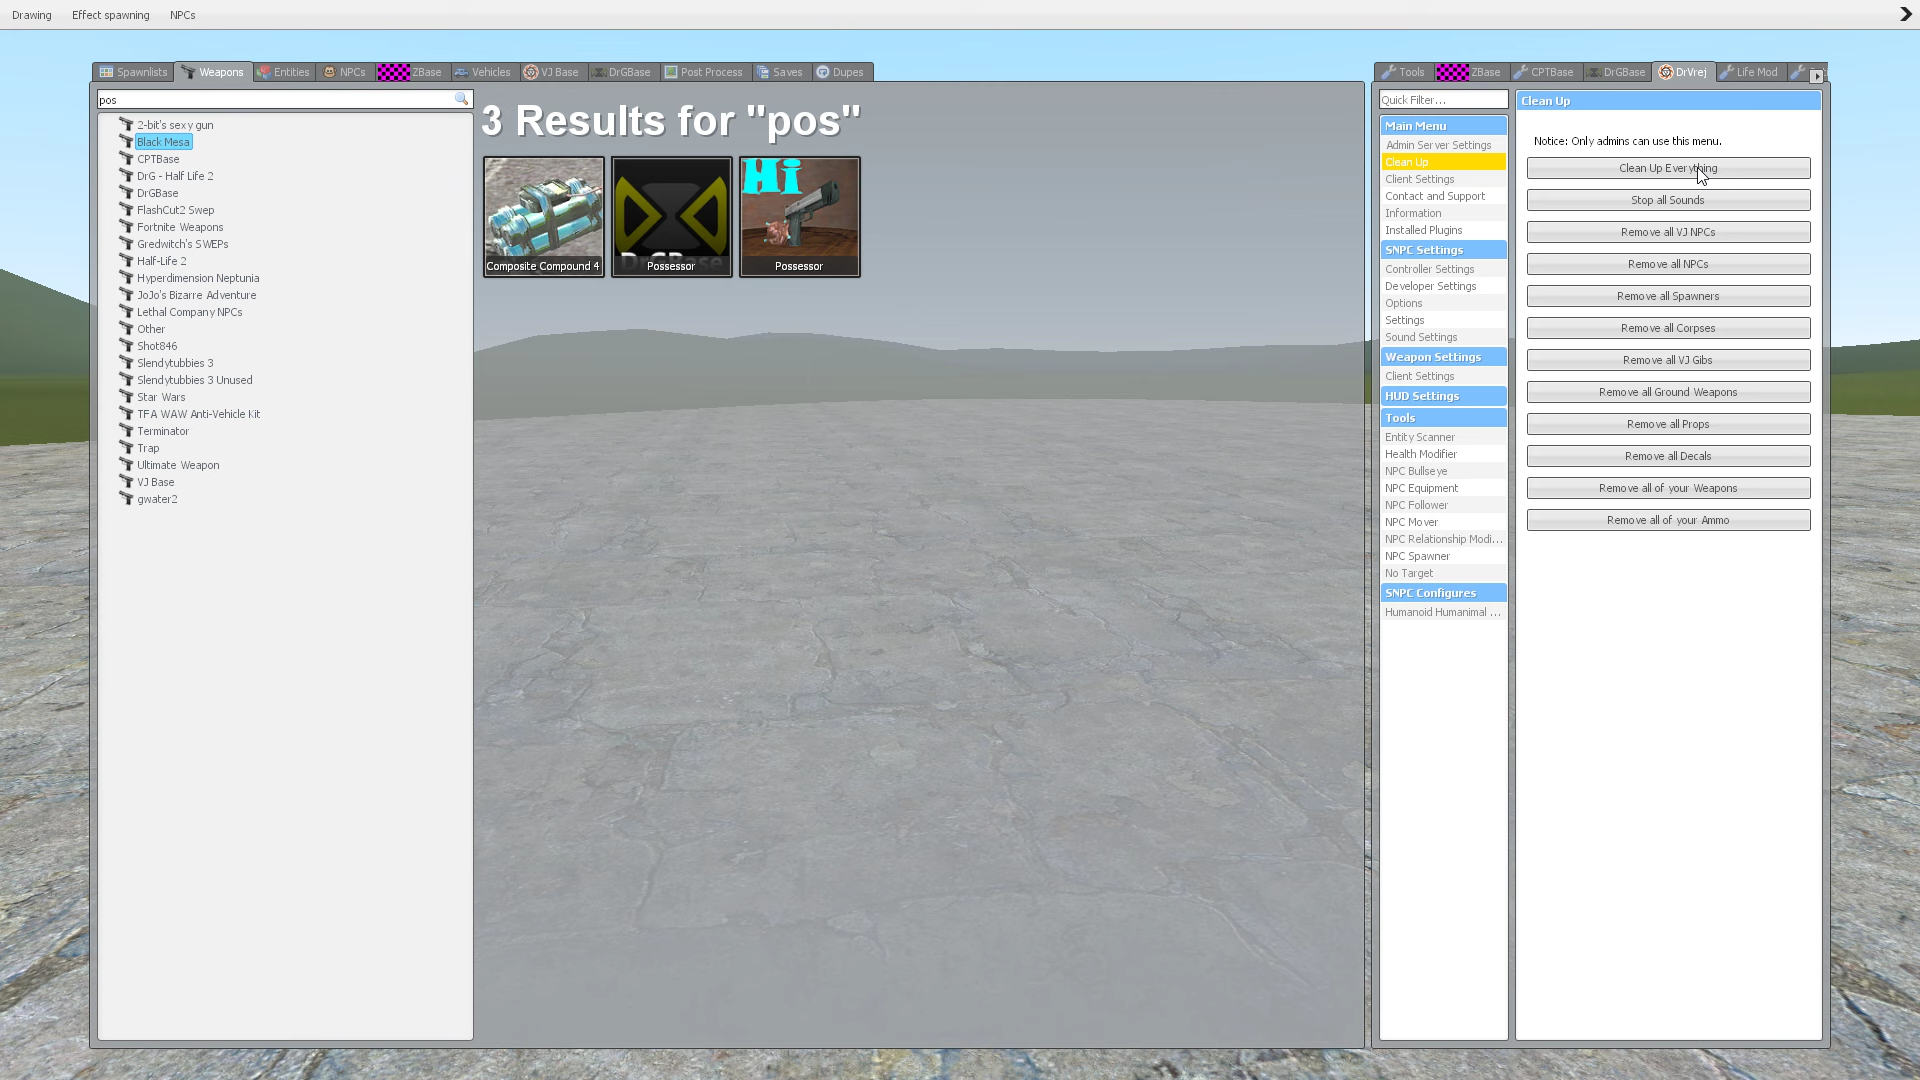 Drawing
Effect spawning
NPCs
Spawnlists
Weapons
Entities
NPCs
ZBase
Vehicles
VJ Base
DrGBase
Post Process
Saves
Dupes
pos
2-bit's sexy gun
Black Mesa
CPTBase
DrG - Half Life 2
DrGBase
FlashCut2 Swep
Fortnite Weapons
Gredwitch's SWEPs
Half-Life 2
Hyperdimension Neptunia
JoJo's Bizarre Adventure
Lethal Company NPCs
Other
Shot846
Slendytubbies 3
Slendytubbies 3 Unused
Star Wars
TFA WAW Anti-Vehicle Kit
Terminator
Trap
Ultimate Weapon
VJ Base
gwater2
3 Results for "pos"
Composite Compound 4
DrGBase
Possessor
Hi
Possessor
Tools
ZBase
CPTBase
DrGBase
DrVrej
Life Mod
Quick Filter...
Main Menu
Admin Server Settings
Clean Up
Client Settings
Contact and Support
Information
Installed Plugins
SNPC Settings
Controller Settings
Developer Settings
Options
Settings
Sound Settings
Weapon Settings
Client Settings
HUD Settings
Tools
Entity Scanner
Health Modifier
NPC Bullseye
NPC Equipment
NPC Follower
NPC Mover
NPC Relationship Modi...
NPC Spawner
No Target
SNPC Configures
Humanoid Humanimal ...
Clean Up
Notice: Only admins can use this menu.
Clean Up Everything
Stop all Sounds
Remove all VJ NPCs
Remove all NPCs
Remove all Spawners
Remove all Corpses
Remove all VJ Gibs
Remove all Ground Weapons
Remove all Props
Remove all Decals
Remove all of your Weapons
Remove all of your Ammo